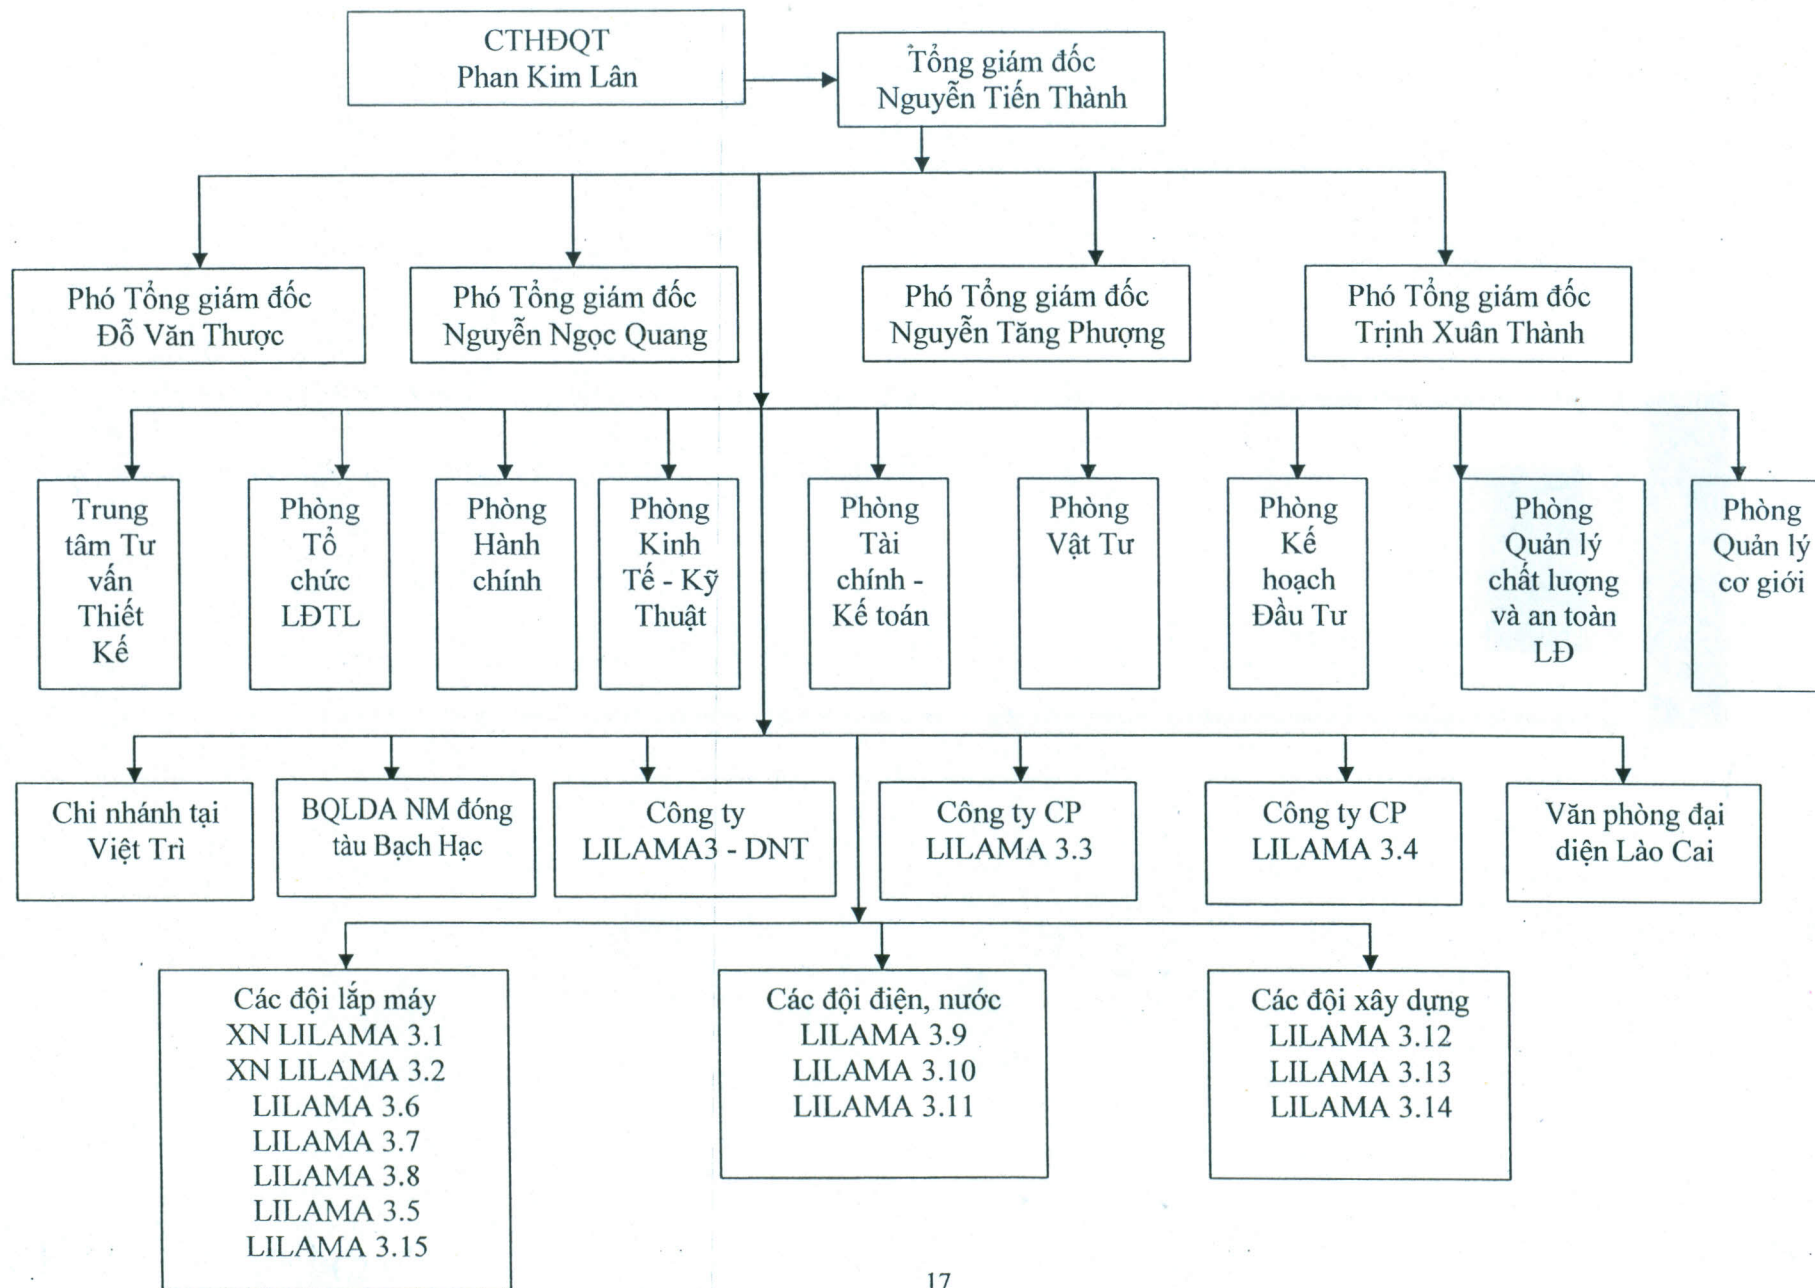 CTHĐQT
Phan Kim Lân
Tổng giám đốc
Nguyễn Tiến Thành
Phó Tổng giám đốc
Đỗ Văn Thược
Phó Tổng giám đốc
Nguyễn Ngọc Quang
Phó Tổng giám đốc
Nguyễn Tăng Phượng
Phó Tổng giám đốc
Trịnh Xuân Thành
Trung
tâm Tư
vấn
Thiết
Kế
Phòng
Tổ
chức
LĐTL
Phòng
Hành
chính
Phòng
Kinh
Tế - Kỹ
Thuật
Phòng
Tài
chính -
Kế toán
Phòng
Vật Tư
Phòng
Kế
hoạch
Đầu Tư
Phòng
Quản lý
chất lượng
và an toàn
LĐ
Phòng
Quản lý
cơ giới
Chi nhánh tại
Việt Trì
BQLDA NM đóng
tàu Bạch Hạc
Công ty
LILAMA3 - DNT
Công ty CP
LILAMA 3.3
Công ty CP
LILAMA 3.4
Văn phòng đại
diện Lào Cai
Các đội lắp máy
XN LILAMA 3.1
XN LILAMA 3.2
LILAMA 3.6
LILAMA 3.7
LILAMA 3.8
LILAMA 3.5
LILAMA 3.15
Các đội điện, nước
LILAMA 3.9
LILAMA 3.10
LILAMA 3.11
Các đội xây dựng
LILAMA 3.12
LILAMA 3.13
LILAMA 3.14
17